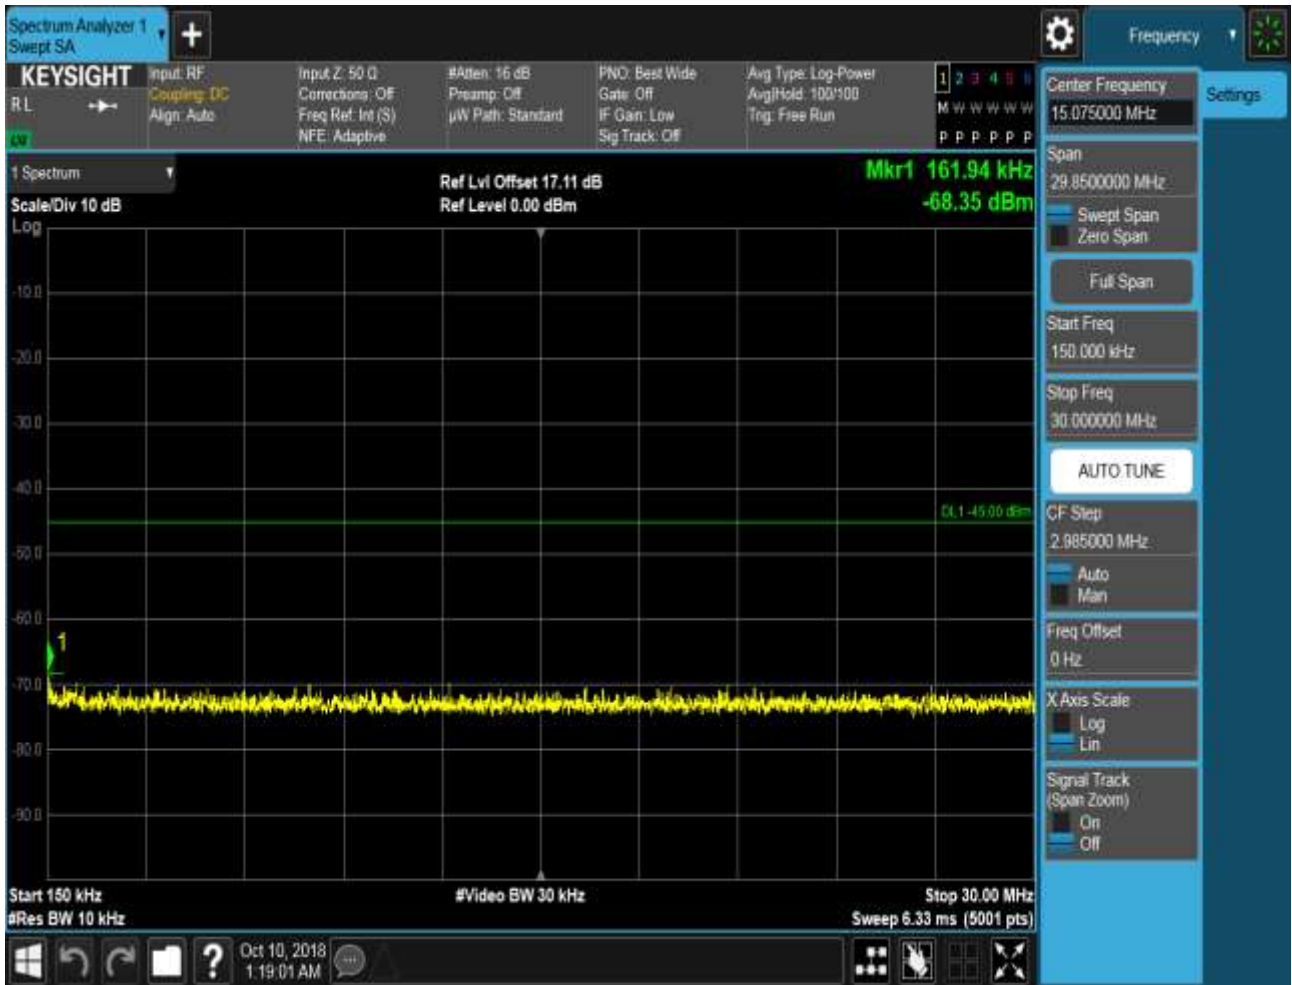 Spectrum Analyzer 1
Swept SA
+
Frequency
KEYSIGHT
RL
LXI
Input: RF
Coupling: DC
Align: Auto
Input Z: 50 Ω
Corrections: Off
Freq Ref: Int (S)
NFE: Adaptive
#Atten: 16 dB
Preamp: Off
µW Path: Standard
PNO: Best Wide
Gate: Off
IF Gain: Low
Sig Track: Off
Avg Type: Log-Power
Avg|Hold: 100/100
Trig: Free Run
1 2 3 4 5 6
M W W W W W
P P P P P P
1 Spectrum
Scale/Div 10 dB
Log
Ref Lvl Offset 17.11 dB
Ref Level 0.00 dBm
Mkr1 161.94 kHz
-68.35 dBm
-10.0
-20.0
-30.0
-40.0
DL1 -45.00 dBm
-50.0
-60.0
1
-70.0
-80.0
-90.0
Start 150 kHz
#Video BW 30 kHz
Stop 30.00 MHz
#Res BW 10 kHz
Sweep 6.33 ms (5001 pts)
?
Oct 10, 2018
1:19:01 AM
Center Frequency
15.075000 MHz
Settings
Span
29.8500000 MHz
Swept Span
Zero Span
Full Span
Start Freq
150.000 kHz
Stop Freq
30.000000 MHz
AUTO TUNE
CF Step
2.985000 MHz
Auto
Man
Freq Offset
0 Hz
X Axis Scale
Log
Lin
Signal Track
(Span Zoom)
On
Off